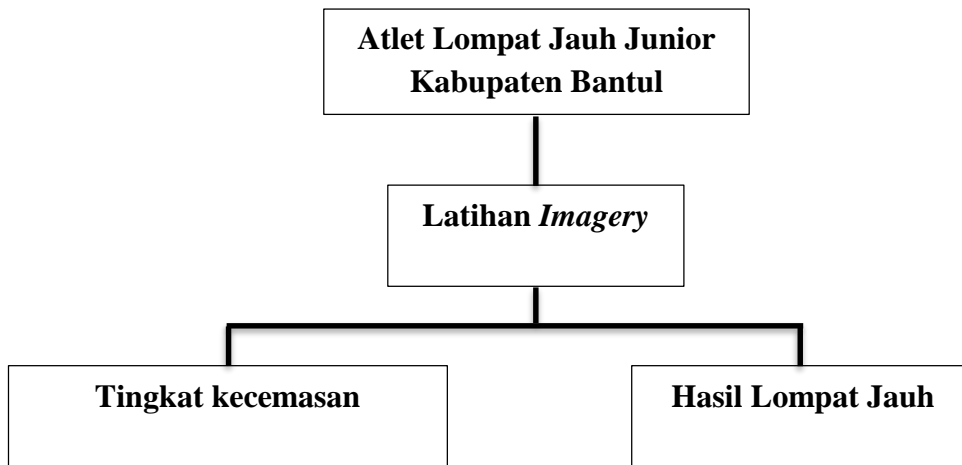 Atlet Lompat Jauh Junior
Kabupaten Bantul
Latihan Imagery
Tingkat kecemasan
Hasil Lompat Jauh